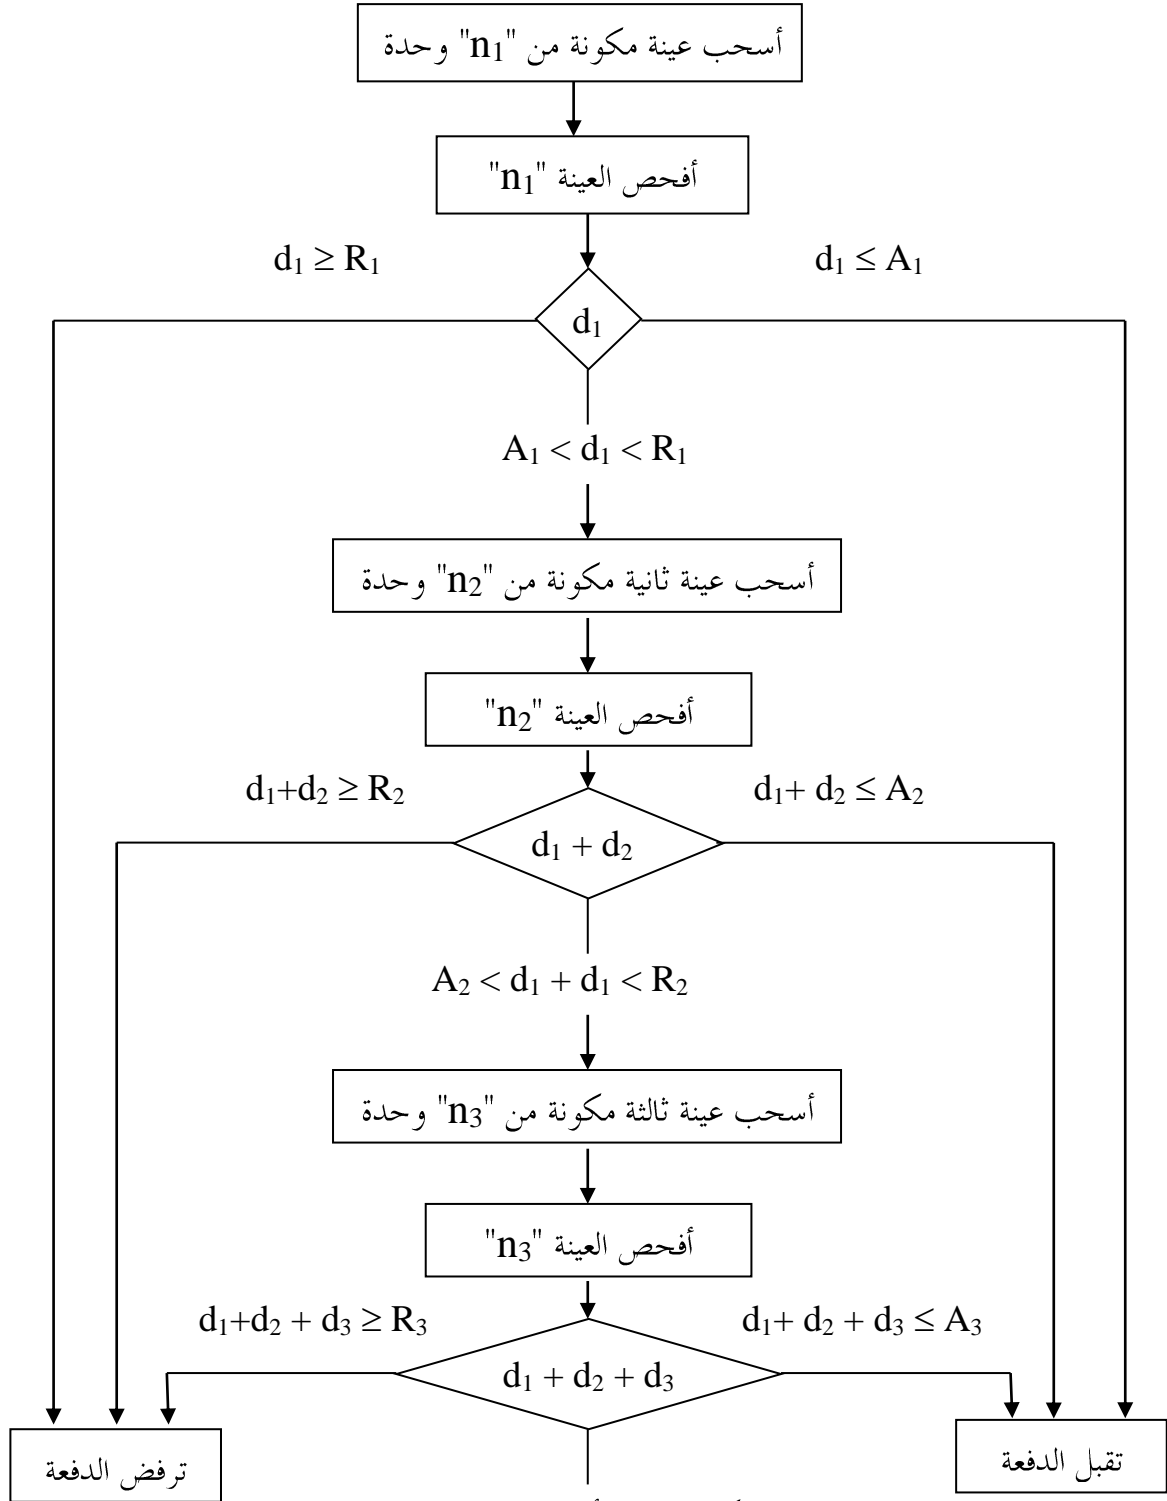 أسحب عينة مكونة من "n₁" وحدة
أفحص العينة "n₁"
d₁ ≥ R₁
d₁ ≤ A₁
d₁
A₁ < d₁ < R₁
أسحب عينة ثانية مكونة من "n₂" وحدة
أفحص العينة "n₂"
d₁+d₂ ≥ R₂
d₁+ d₂ ≤ A₂
d₁ + d₂
A₂ < d₁ + d₁ < R₂
أسحب عينة ثالثة مكونة من "n₃" وحدة
أفحص العينة "n₃"
d₁+d₂ + d₃ ≥ R₃
d₁+ d₂ + d₃ ≤ A₃
d₁ + d₂ + d₃
تقبل الدفعة
ترفض الدفعة